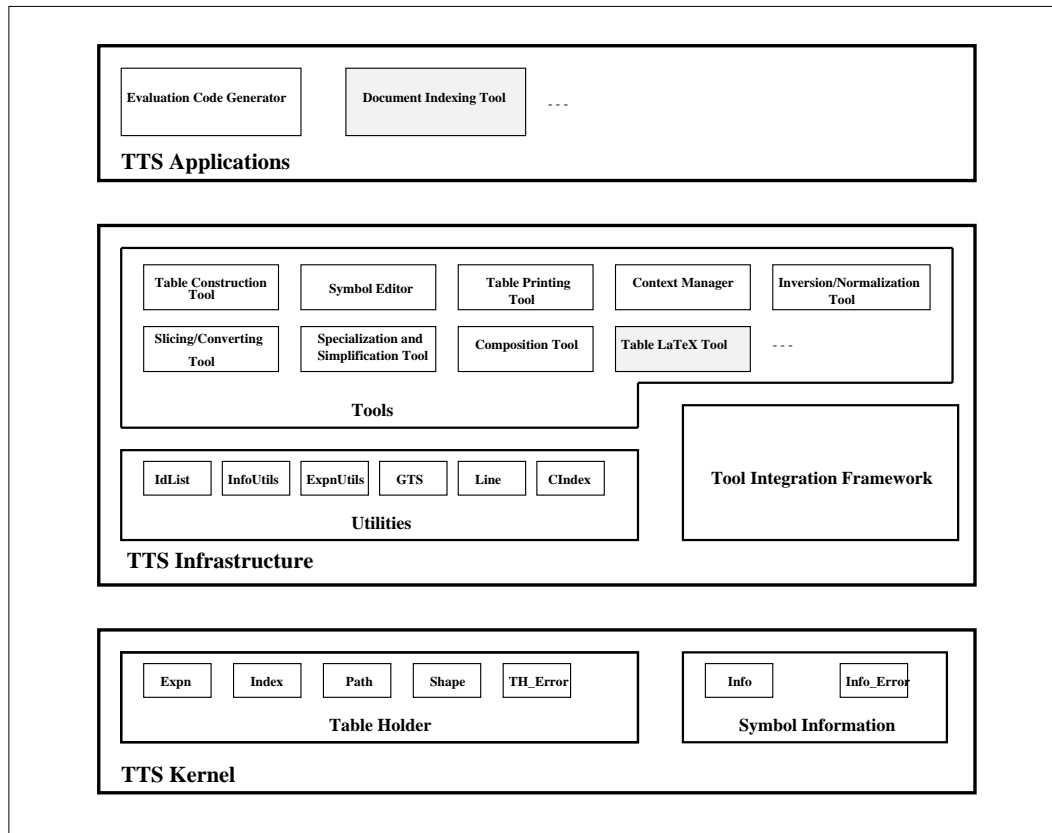 Evaluation Code Generator
Document Indexing Tool
- - -
TTS Applications
Table Construction
Tool
Symbol Editor
Table Printing
Tool
Context Manager
Inversion/Normalization
Tool
Slicing/Converting
Tool
Specialization and
Simplification Tool
Composition Tool
Table LaTeX Tool
- - -
Tools
IdList
InfoUtils
ExpnUtils
GTS
Line
CIndex
Utilities
Tool Integration Framework
TTS Infrastructure
Expn
Index
Path
Shape
TH_Error
Table Holder
Info
Info_Error
Symbol Information
TTS Kernel